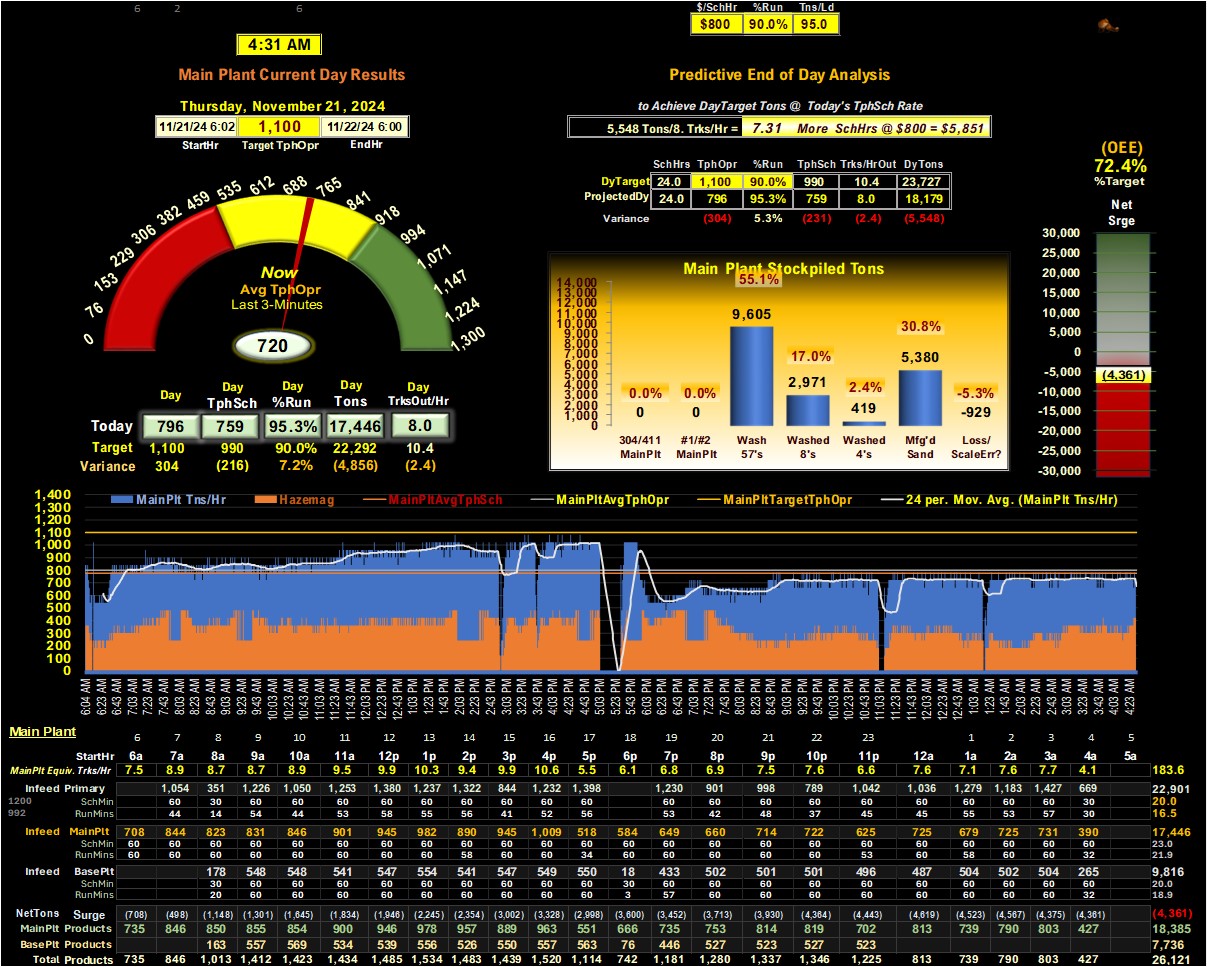 6 2 6
$/SchHr %Run Tns/Ld
$800 90.0% 95.0
4:31 AM
Main Plant Current Day Results
Predictive End of Day Analysis
Thursday, November 21, 2024
to Achieve DayTarget Tons @ Today's TphSch Rate
11/21/24 6:02 1,100 11/22/24 6:00
StartHr Target TphOpr EndHr
5,548 Tons/8. Trks/Hr = 7.31 More SchHrs @ $800 = $5,851
(OEE)
72.4%
%Target
SchHrs TphOpr %Run TphSch Trks/HrOut DyTons
DyTarget 24.0 1,100 90.0% 990 10.4 23,727
ProjectedDy 24.0 796 95.3% 759 8.0 18,179
Variance (304) 5.3% (231) (2.4) (5,548)
0 76 153 229 306 382 459 535 612 688 765 841 918 994 1,071 1,147 1,224 1,300
Now
Avg TphOpr
Last 3-Minutes
720
Main Plant Stockpiled Tons
14,000
13,000
12,000
11,000
10,000
9,000
8,000
7,000
6,000
5,000
4,000
3,000
2,000
1,000
0
0.0% 0.0% 55.1% 17.0% 2.4% 30.8% -5.3%
0 0 9,605 2,971 419 5,380 -929
304/411 #1/#2 Wash Washed Washed Mfg'd Loss/
MainPlt MainPlt 57's 8's 4's Sand ScaleErr?
Net
Srge
30,000
25,000
20,000
15,000
10,000
5,000
0
-5,000
-10,000
-15,000
-20,000
-25,000
-30,000
(4,361)
Day Day Day Day Day
TphSch %Run Tons TrksOut/Hr
Today 796 759 95.3% 17,446 8.0
Target 1,100 990 90.0% 22,292 10.4
Variance 304 (216) 7.2% (4,856) (2.4)
MainPlt Tns/Hr Hazemag MainPltAvgTphSch MainPltAvgTphOpr MainPltTargetTphOpr 24 per. Mov. Avg. (MainPlt Tns/Hr)
1,400
1,300
1,200
1,100
1,000
900
800
700
600
500
400
300
200
100
0
6:04 AM 6:23 AM 6:43 AM 7:03 AM 7:23 AM 7:43 AM 8:03 AM 8:23 AM 8:43 AM 9:03 AM 9:23 AM 9:43 AM 10:03 AM 10:23 AM 10:43 AM 11:03 AM 11:23 AM 11:43 AM 12:03 PM 12:23 PM 12:43 PM 1:03 PM 1:23 PM 1:43 PM 2:03 PM 2:23 PM 2:43 PM 3:03 PM 3:23 PM 3:43 PM 4:03 PM 4:23 PM 4:43 PM 5:03 PM 5:23 PM 5:43 PM 6:03 PM 6:23 PM 6:43 PM 7:03 PM 7:23 PM 7:43 PM 8:03 PM 8:23 PM 8:43 PM 9:03 PM 9:23 PM 9:43 PM 10:03 PM 10:23 PM 10:43 PM 11:03 PM 11:23 PM 11:43 PM 12:03 AM 12:23 AM 12:43 AM 1:03 AM 1:23 AM 1:43 AM 2:03 AM 2:23 AM 2:43 AM 3:03 AM 3:23 AM 3:43 AM 4:03 AM 4:23 AM
Main Plant 6 7 8 9 10 11 12 13 14 15 16 17 18 19 20 21 22 23 1 2 3 4 5
StartHr 6a 7a 8a 9a 10a 11a 12p 1p 2p 3p 4p 5p 6p 7p 8p 9p 10p 11p 12a 1a 2a 3a 4a 5a
MainPlt Equiv. Trks/Hr 7.5 8.9 8.7 8.7 8.9 9.5 9.9 10.3 9.4 9.9 10.6 5.5 6.1 6.8 6.9 7.5 7.6 6.6 7.6 7.1 7.6 7.7 4.1 183.6
Infeed Primary 1,054 351 1,226 1,050 1,253 1,380 1,237 1,322 844 1,232 1,398 1,230 901 998 789 1,042 1,036 1,279 1,183 1,427 669 22,901
1200 SchMin 60 30 60 60 60 60 60 60 60 60 60 60 60 60 60 60 60 60 60 60 30 20.0
992 RunMins 44 14 54 44 53 58 55 56 41 52 56 53 42 48 37 45 45 55 53 57 30 16.5
Infeed MainPlt 708 844 823 831 846 901 945 982 890 945 1,009 518 584 649 660 714 722 625 725 679 725 731 390 17,446
SchMin 60 60 60 60 60 60 60 60 60 60 60 60 60 60 60 60 60 60 60 60 60 60 30 23.0
RunMins 60 60 60 60 60 60 60 60 58 60 60 34 60 60 60 60 60 53 60 58 60 60 32 21.9
Infeed BasePlt 178 548 548 541 547 554 541 547 549 550 18 433 502 501 501 496 487 504 502 504 265 9,816
SchMin 30 60 60 60 60 60 60 60 60 60 30 60 60 60 60 60 60 60 60 60 30 20.0
RunMins 20 60 60 60 60 60 60 60 60 60 3 57 60 60 60 60 60 60 60 60 32 18.9
NetTons Surge (708) (498) (1,148) (1,301) (1,645) (1,834) (1,946) (2,245) (2,354) (3,002) (3,328) (2,998) (3,600) (3,452) (3,713) (3,930) (4,364) (4,443) (4,619) (4,523) (4,567) (4,375) (4,361) (4,361)
MainPlt Products 735 846 850 855 854 900 946 978 957 889 963 551 666 735 753 814 819 702 813 739 790 803 427 18,385
BasePlt Products 163 557 569 534 539 556 526 550 557 563 76 446 527 523 527 523 7,736
Total Products 735 846 1,013 1,412 1,423 1,434 1,485 1,534 1,483 1,439 1,520 1,114 742 1,181 1,280 1,337 1,346 1,225 813 739 790 803 427 26,121